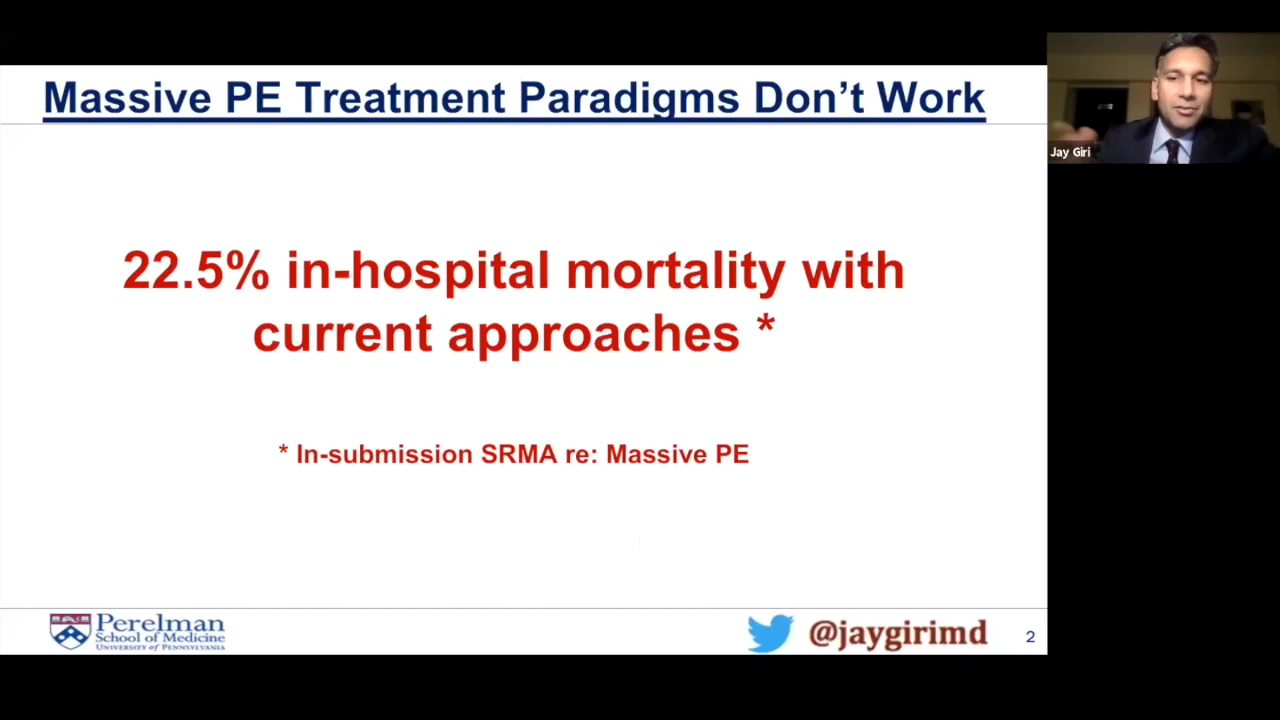 Massive PE Treatment Paradigms Don't Work
Jay Giri
22.5% in-hospital mortality with
current approaches *
* In-submission SRMA re: Massive PE
Perelman
School of Medicine
University of Pennsylvania
@jaygirimd
2